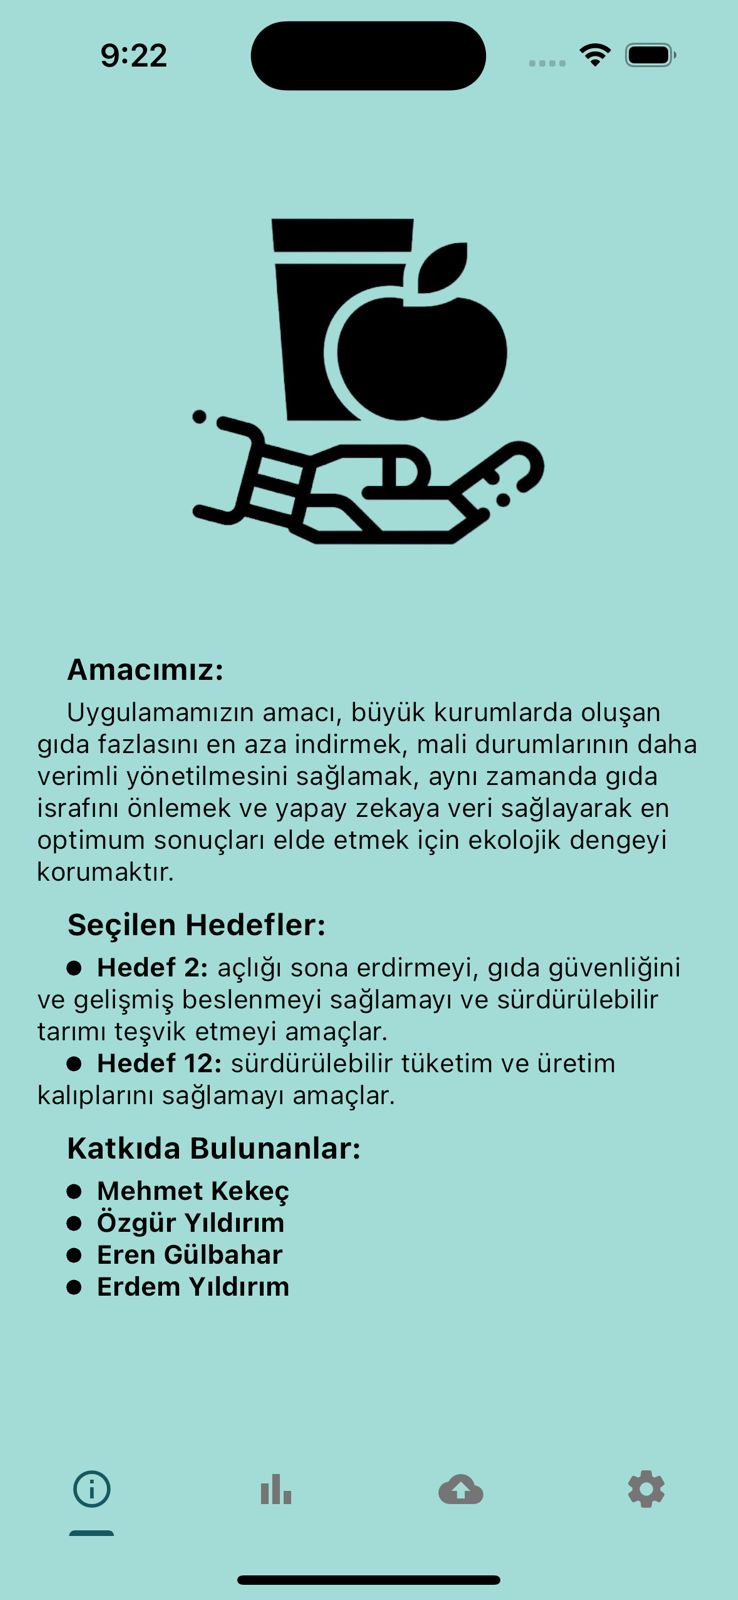 9:22
Amacımız:
Uygulamamızın amacı, büyük kurumlarda oluşan
gıda fazlasını en aza indirmek, mali durumlarının daha
verimli yönetilmesini sağlamak, aynı zamanda gıda
israfını önlemek ve yapay zekaya veri sağlayarak en
optimum sonuçları elde etmek için ekolojik dengeyi
korumaktır.
Seçilen Hedefler:
● Hedef 2: açlığı sona erdirmeyi, gıda güvenliğini
ve gelişmiş beslenmeyi sağlamayı ve sürdürülebilir
tarımı teşvik etmeyi amaçlar.
● Hedef 12: sürdürülebilir tüketim ve üretim
kalıplarını sağlamayı amaçlar.
Katkıda Bulunanlar:
● Mehmet Kekeç
● Özgür Yıldırım
● Eren Gülbahar
● Erdem Yıldırım